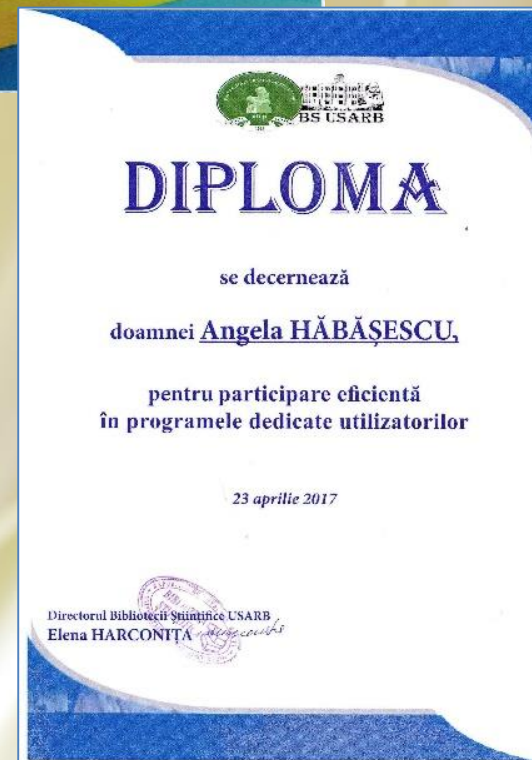 BS USARB
DIPLOMA
se decernează
doamnei Angela HĂBĂȘESCU,
pentru participare eficientă
în programele dedicate utilizatorilor
23 aprilie 2017
Directorul Bibliotecii Științifice USARB
Elena HARCONIȚA